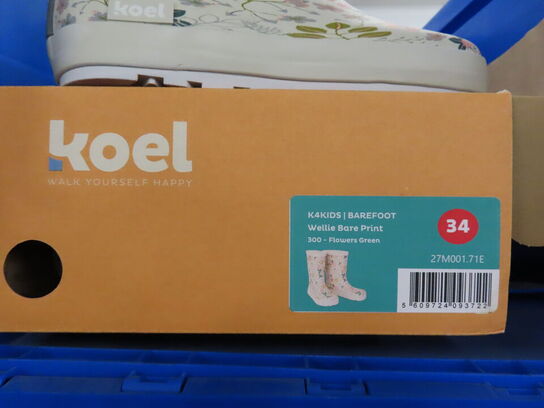 koel
koel
WALK YOURSELF HAPPY
K4KIDS | BAREFOOT
Wellie Bare Print
300 - Flowers Green
34
27M001.71E
5 609724 093722